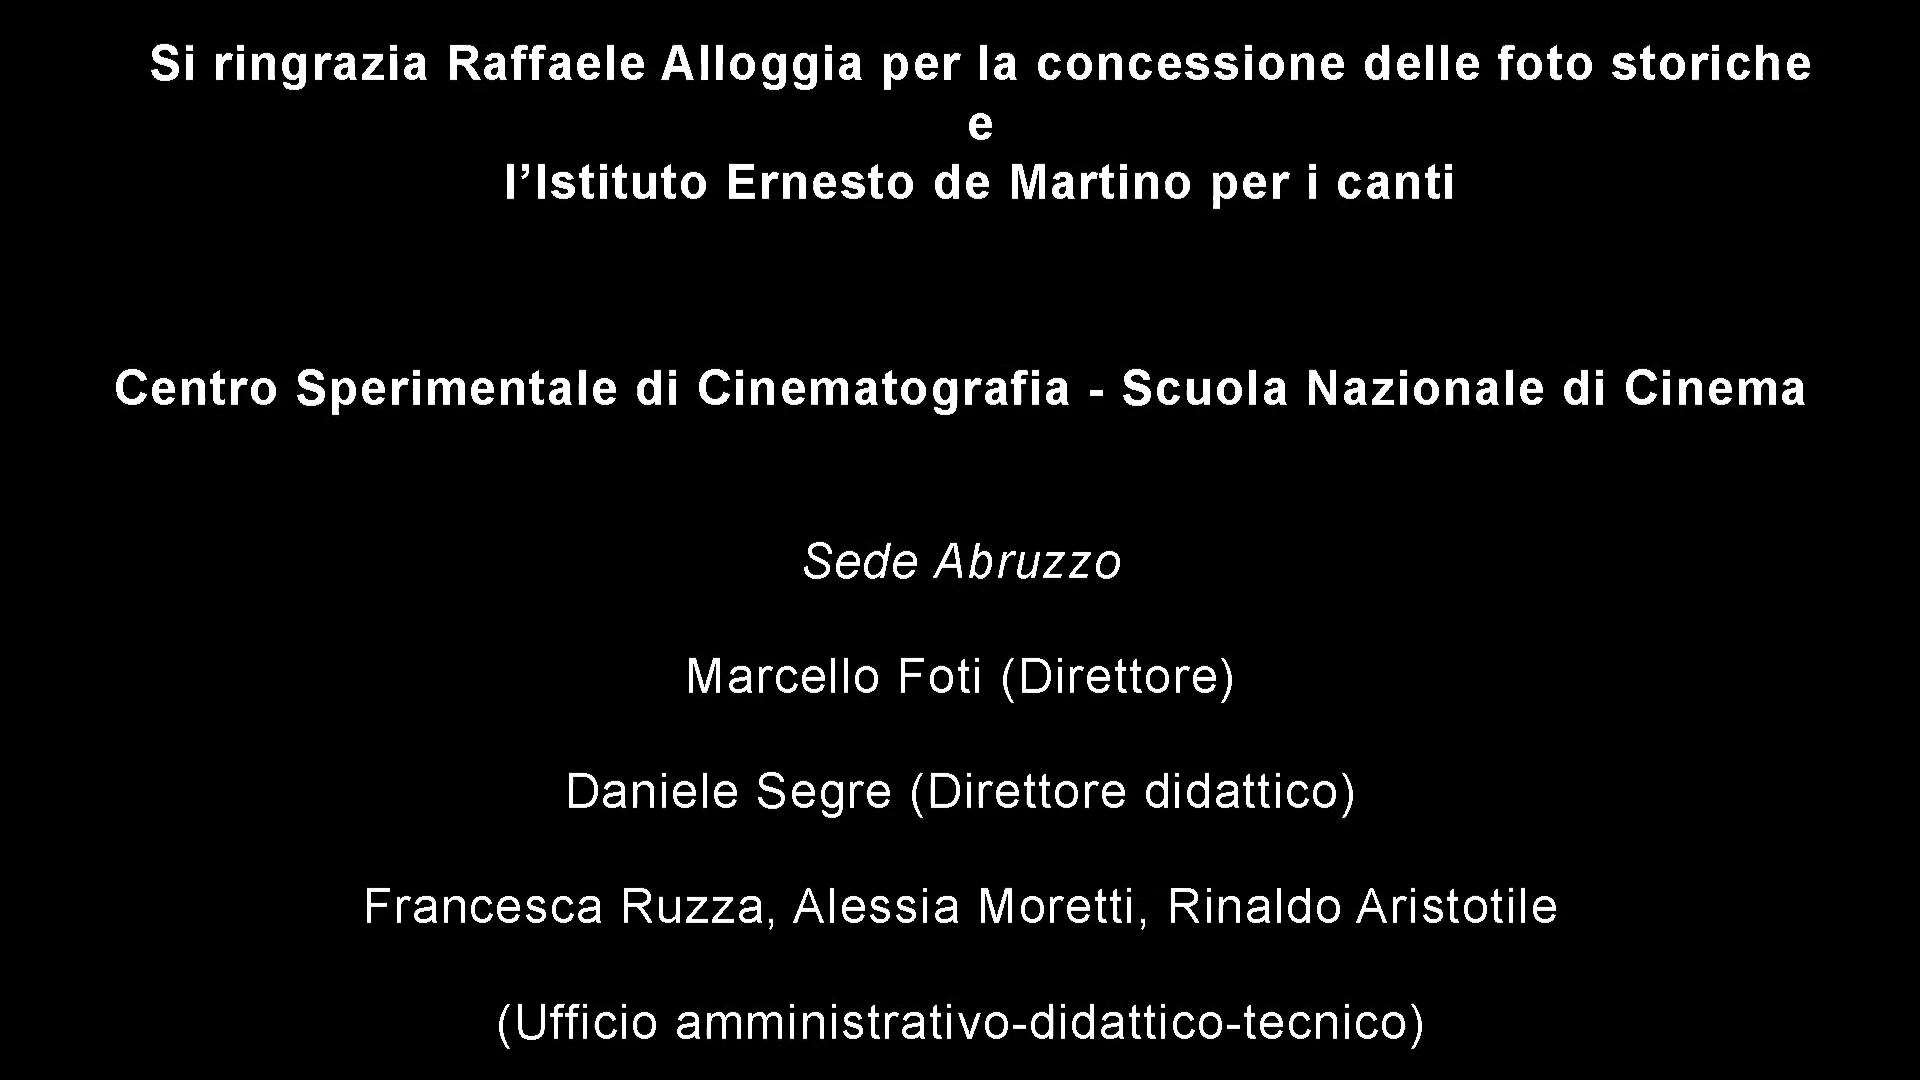 Si ringrazia Raffaele Alloggia per la concessione delle foto storiche
e
l’Istituto Ernesto de Martino per i canti
Centro Sperimentale di Cinematografia - Scuola Nazionale di Cinema
Sede Abruzzo
Marcello Foti (Direttore)
Daniele Segre (Direttore didattico)
Francesca Ruzza, Alessia Moretti, Rinaldo Aristotile
(Ufficio amministrativo-didattico-tecnico)